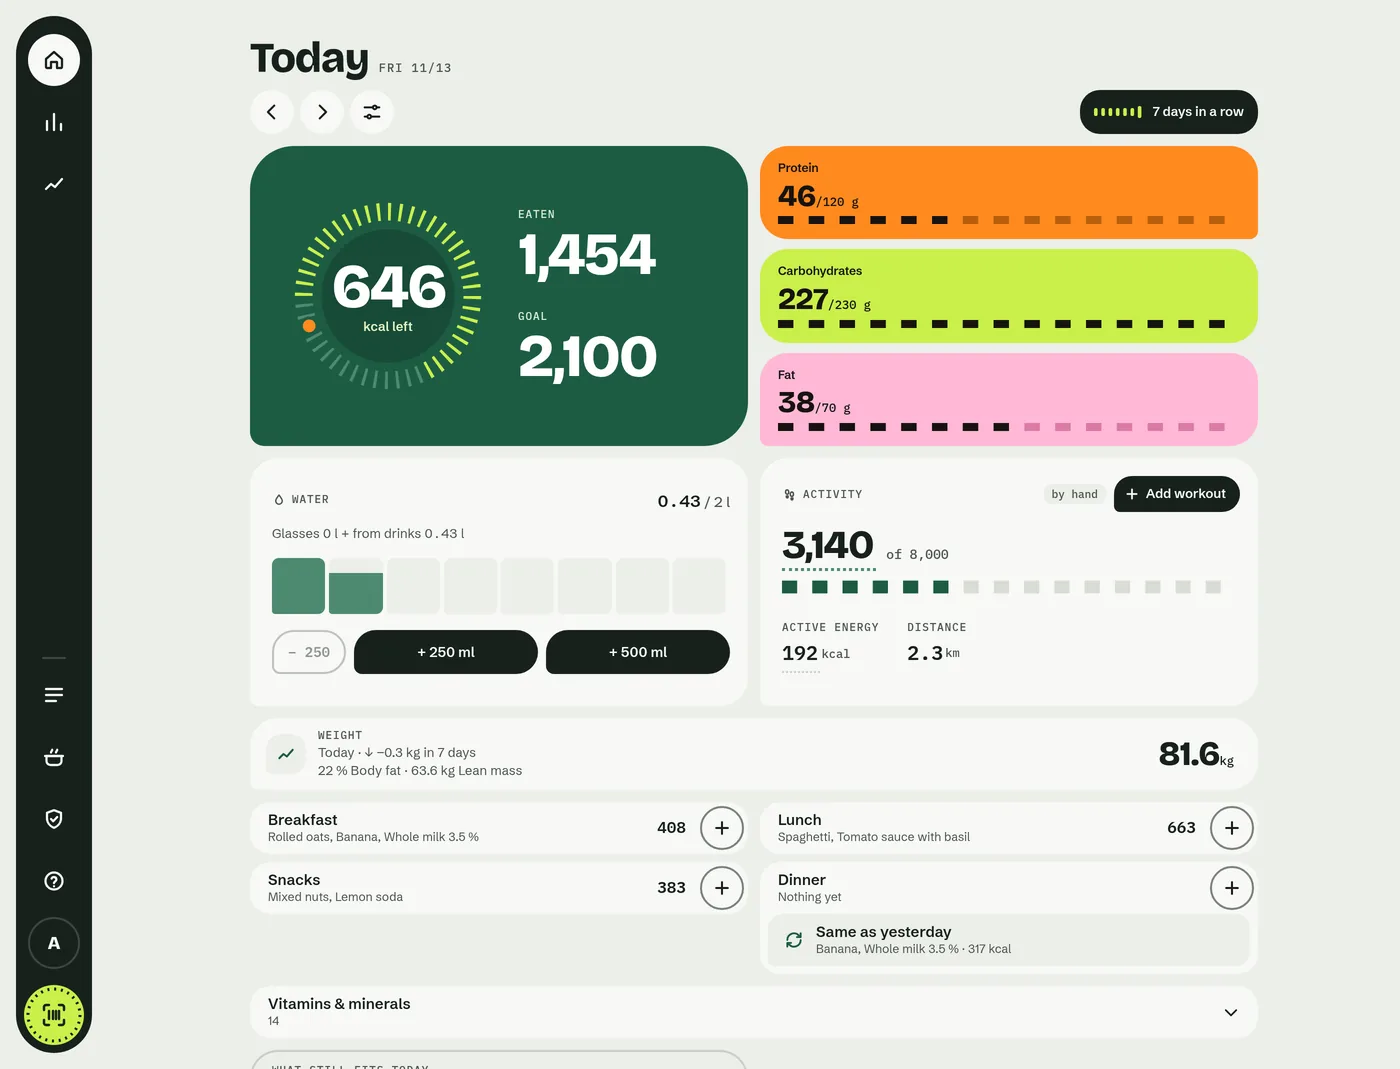 Today FRI 11/13
7 days in a row
646
kcal left
EATEN
1,454
GOAL
2,100
Protein
46/120 g
Carbohydrates
227/230 g
Fat
38/70 g
WATER
0.43 / 2 l
Glasses 0 l + from drinks 0.43 l
− 250
+ 250 ml
+ 500 ml
ACTIVITY
by hand
+ Add workout
3,140 of 8,000
ACTIVE ENERGY
192 kcal
DISTANCE
2.3 km
WEIGHT
Today · ↓ −0.3 kg in 7 days
22 % Body fat · 63.6 kg Lean mass
81.6kg
Breakfast
Rolled oats, Banana, Whole milk 3.5 %
408
Lunch
Spaghetti, Tomato sauce with basil
663
Snacks
Mixed nuts, Lemon soda
383
Dinner
Nothing yet
Same as yesterday
Banana, Whole milk 3.5 % · 317 kcal
A
Vitamins & minerals
14
WHAT STILL FITS TODAY